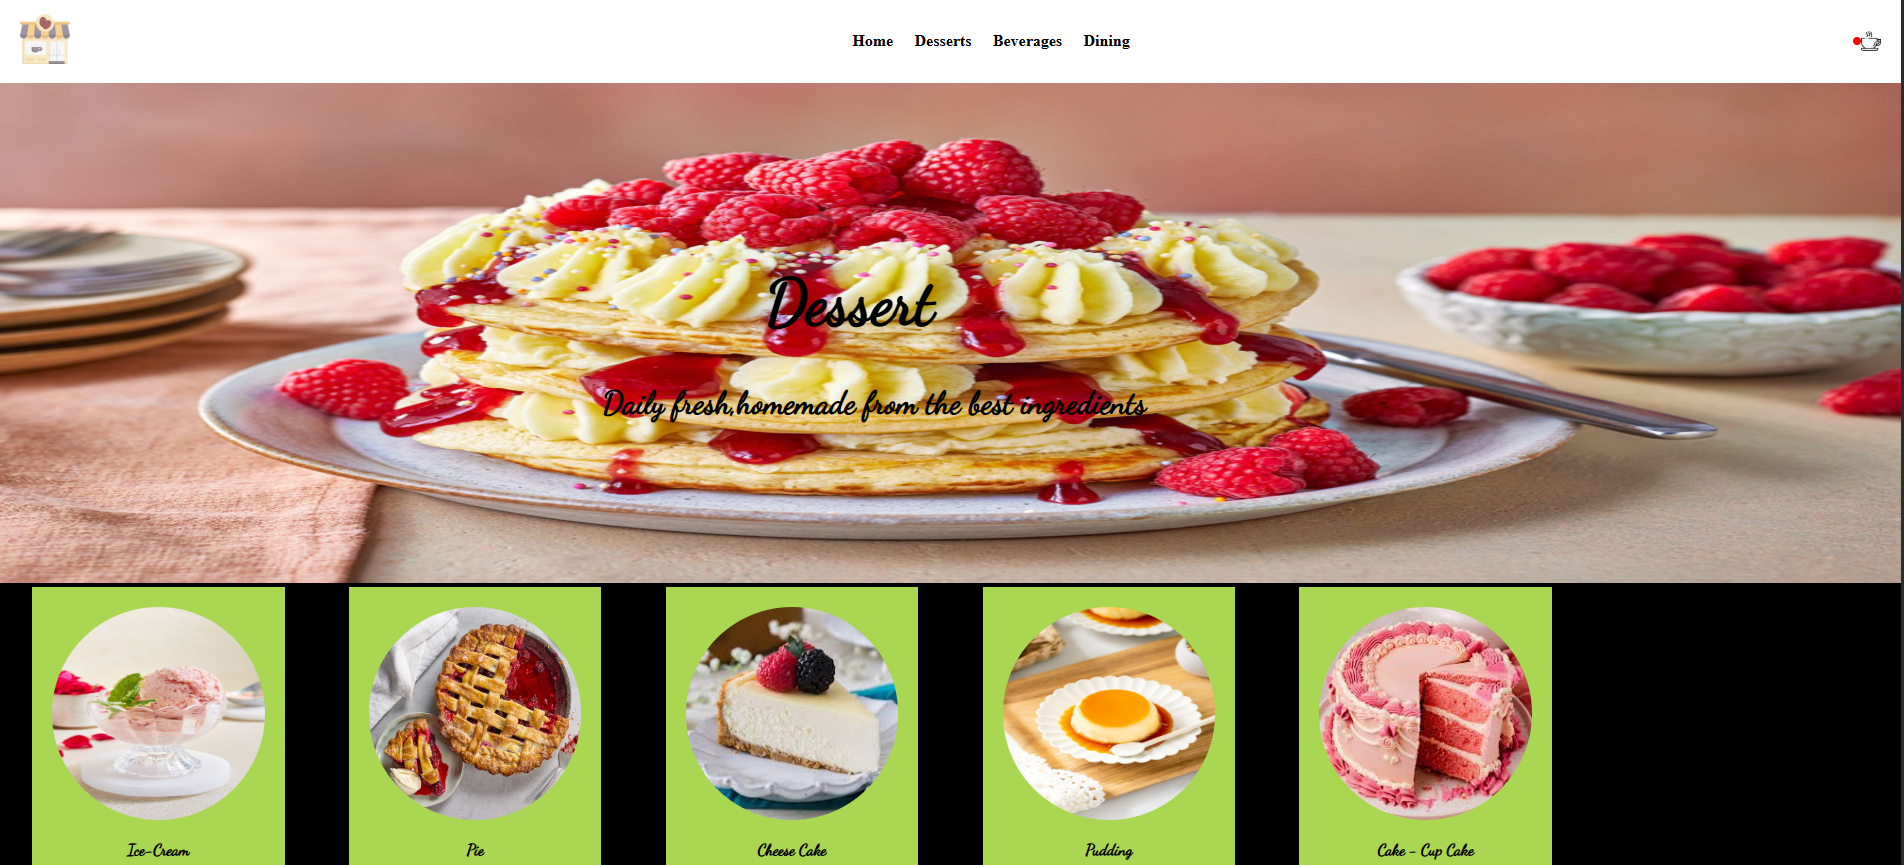 Home Desserts Beverages Dining
Dessert
Daily fresh,homemade from the best ingredients
Ice-Cream
Pie
Cheese Cake
Pudding
Cake - Cup Cake